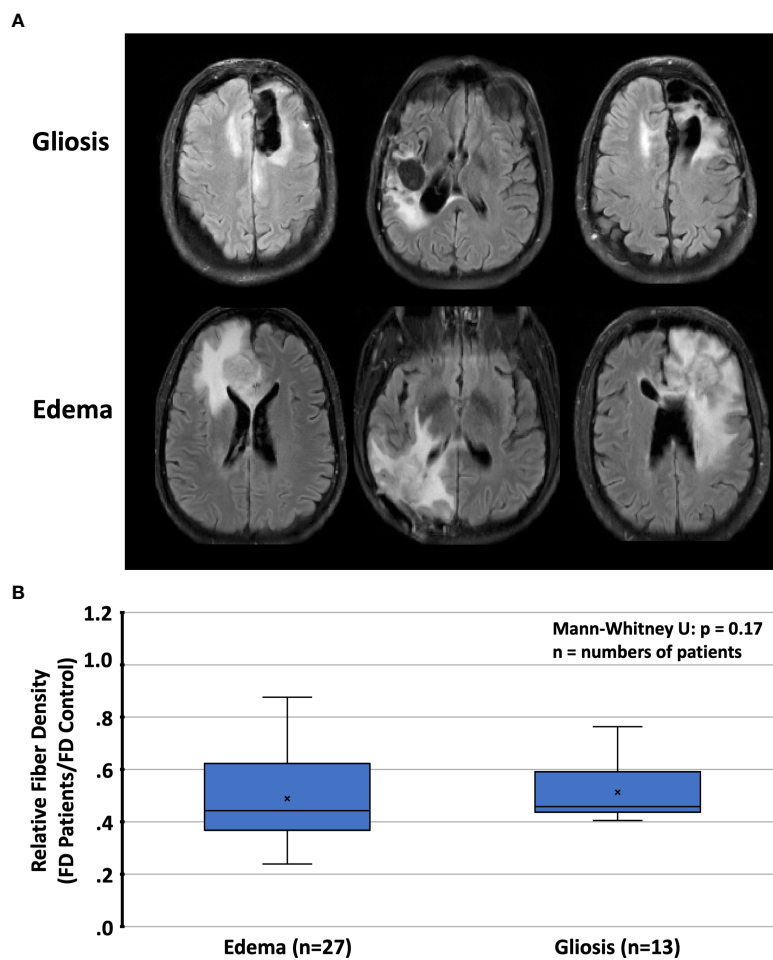 A
Gliosis
Edema
B
Mann-Whitney U: p = 0.17
n = numbers of patients
Relative Fiber Density
(FD Patients/FD Control)
1.2
1.0
.8
.6
.4
.2
.0
Edema (n=27)
Gliosis (n=13)